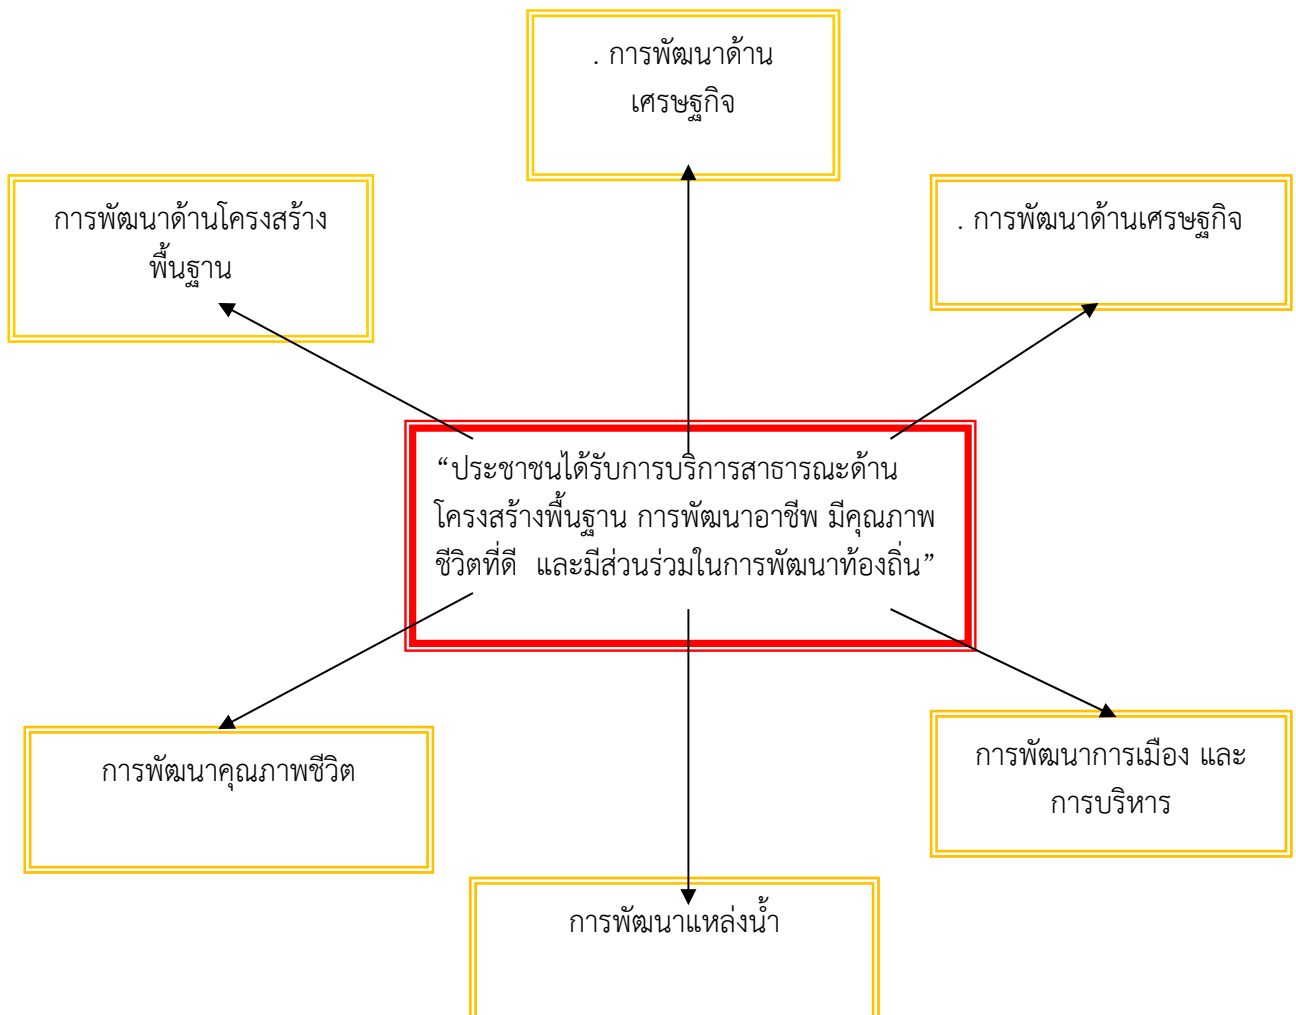 . การพัฒนาด้าน
เศรษฐกิจ
การพัฒนาด้านโครงสร้าง
พื้นฐาน
. การพัฒนาด้านเศรษฐกิจ
“ประชาชนได้รับการบริการสาธารณะด้าน
โครงสร้างพื้นฐาน การพัฒนาอาชีพ มีคุณภาพ
ชีวิตที่ดี  และมีส่วนร่วมในการพัฒนาท้องถิ่น”
การพัฒนาคุณภาพชีวิต
การพัฒนาการเมือง และ
การบริหาร
การพัฒนาแหล่งน้ำ